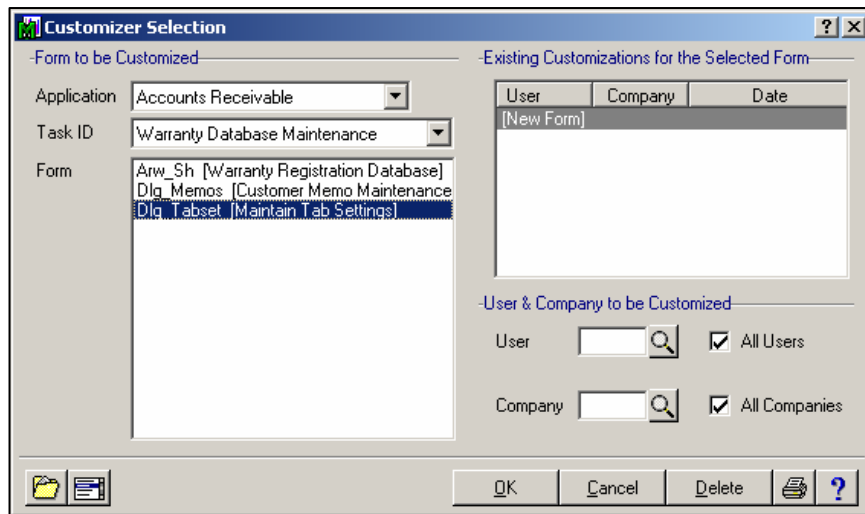 Customizer Selection
Form to be Customized
Application Accounts Receivable
Task ID Warranty Database Maintenance
Form
Arw_Sh [Warranty Registration Database]
Dlg_Memos [Customer Memo Maintenance
Dlg_Tabset [Maintain Tab Settings]
Existing Customizations for the Selected Form
User Company Date
[New Form]
User & Company to be Customized
User All Users
Company All Companies
OK Cancel Delete ?